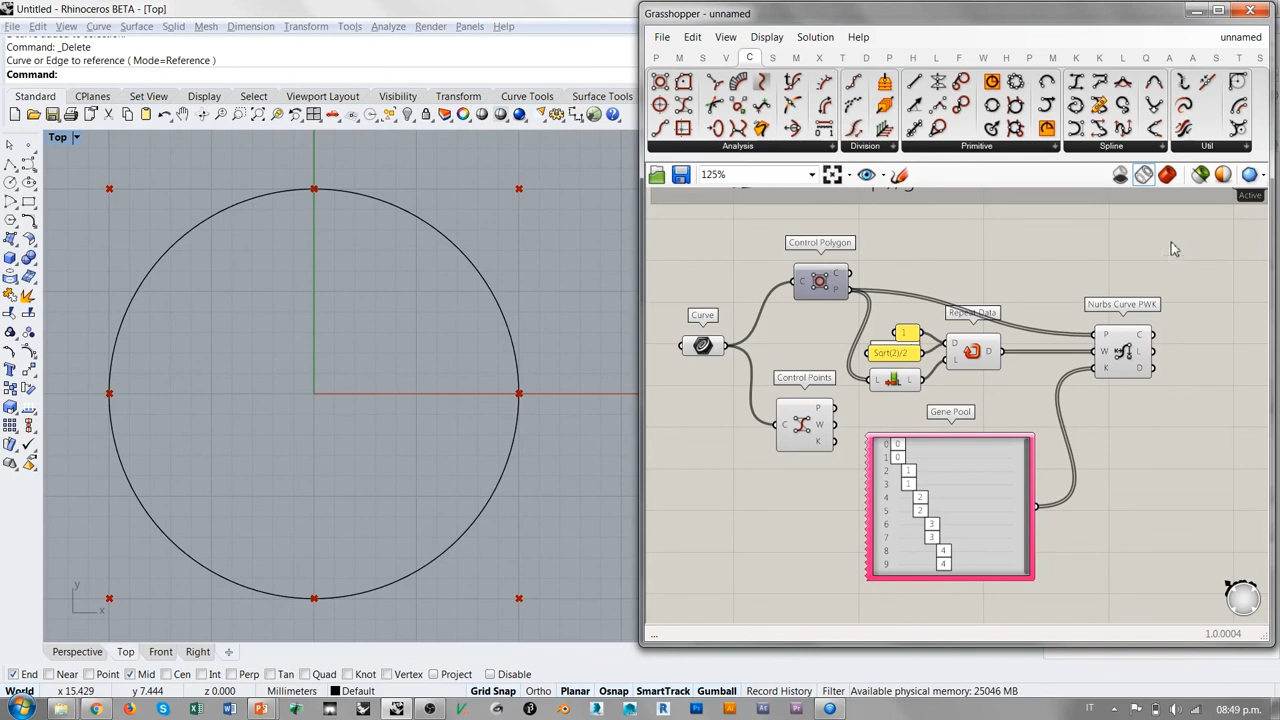 Untitled - Rhinoceros BETA - [Top]
File Edit View Curve Surface Solid Mesh Dimension Transform Tools Analyze Render Panels Help
Command: _Delete
Curve or Edge to reference ( Mode=Reference )
Command:
Standard CPlanes Set View Display Select Viewport Layout Visibility Transform Curve Tools Surface Tools
Top
y
x
Perspective Top Front Right
End Near Point Mid Cen Int Perp Tan Quad Knot Vertex Project Disable
World x 15.429 y 7.444 z 0.000 Millimeters Default Grid Snap Ortho Planar Osnap SmartTrack Gumball Record History Filter Available physical memory: 25046 MB
Grasshopper - unnamed
File Edit View Display Solution Help unnamed
P M S V C S M I X T D P W H H K L Q A A A E T S
Analysis Division Primitive Spline Util
125%
Active
Control Polygon
C C P
Curve
Repeat Data
1
Sqrt(2)/2
D L D
L L
Nurbs Curve PWK
P W K C L D
Control Points
C P W K
Gene Pool
0 0
1 0
2 1
3 1
4 2
5 2
6 3
7 3
8 4
9 4
...
1.0.0004
IT 08:49 p.m.